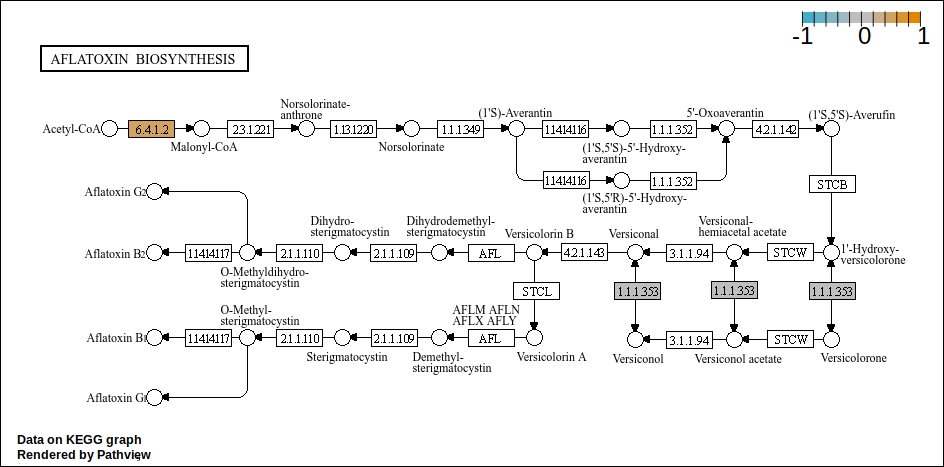 -1 0 1
AFLATOXIN BIOSYNTHESIS
Norsolorinate-
anthrone
(1'S)-Averantin
5'-Oxoaverantin
(1'S,5'S)-Averufin
Acetyl-CoA
6.4.1.2
2.3.1.221
1.13.12.20
1.1.1.349
1.14.14.116
1.1.1.352
4.2.1.142
Malonyl-CoA
Norsolorinate
(1'S,5'S)-5'-Hydroxy-
averantin
1.14.14.116
1.1.1.352
STCB
Aflatoxin G2
(1'S,5'R)-5'-Hydroxy-
averantin
Dihydro-
sterigmatocystin
Dihydrodemethyl-
sterigmatocystin
Versicolorin B
Versiconal
Versiconal-
hemiacetal acetate
1'-Hydroxy-
versicolorone
Aflatoxin B2
1.14.14.117
2.1.1.110
2.1.1.109
AFL
4.2.1.143
3.1.1.94
STCW
O-Methyldihydro-
sterigmatocystin
STCL
1.1.1.353
1.1.1.353
1.1.1.353
O-Methyl-
sterigmatocystin
AFLM AFLN
AFLX AFLY
Aflatoxin B1
1.14.14.117
2.1.1.110
2.1.1.109
AFL
3.1.1.94
STCW
Sterigmatocystin
Demethyl-
sterigmatocystin
Versicolorin A
Versiconol
Versiconol acetate
Versicolorone
Aflatoxin G1
Data on KEGG graph
Rendered by Pathview